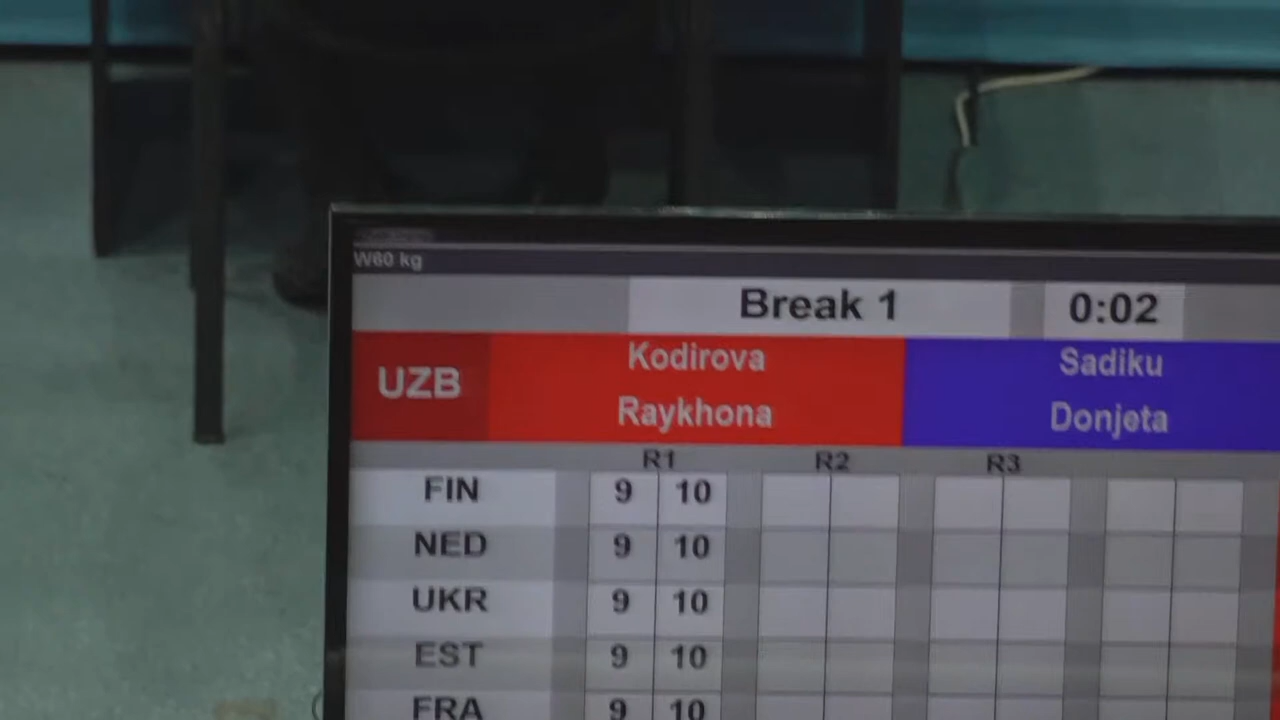 W60 kg
Break 1 0:02
UZB Kodirova Raykhona Sadiku Donjeta
R1 R2 R3
FIN 9 10
NED 9 10
UKR 9 10
EST 9 10
FRA 9 10